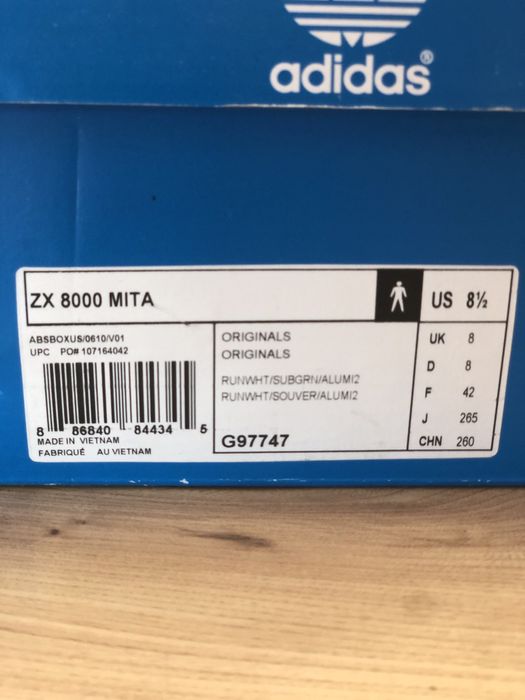 adidas®
ZX 8000 MITA
US 8½
ABSBOXUS/0610/V01
UPC PO# 107164042
8 86840 84434 5
MADE IN VIETNAM
FABRIQUÉ AU VIETNAM
ORIGINALS
ORIGINALS
RUNWHT/SUBGRN/ALUMI2
RUNWHT/SOUVER/ALUMI2
G97747
UK 8
D 8
F 42
J 265
CHN 260